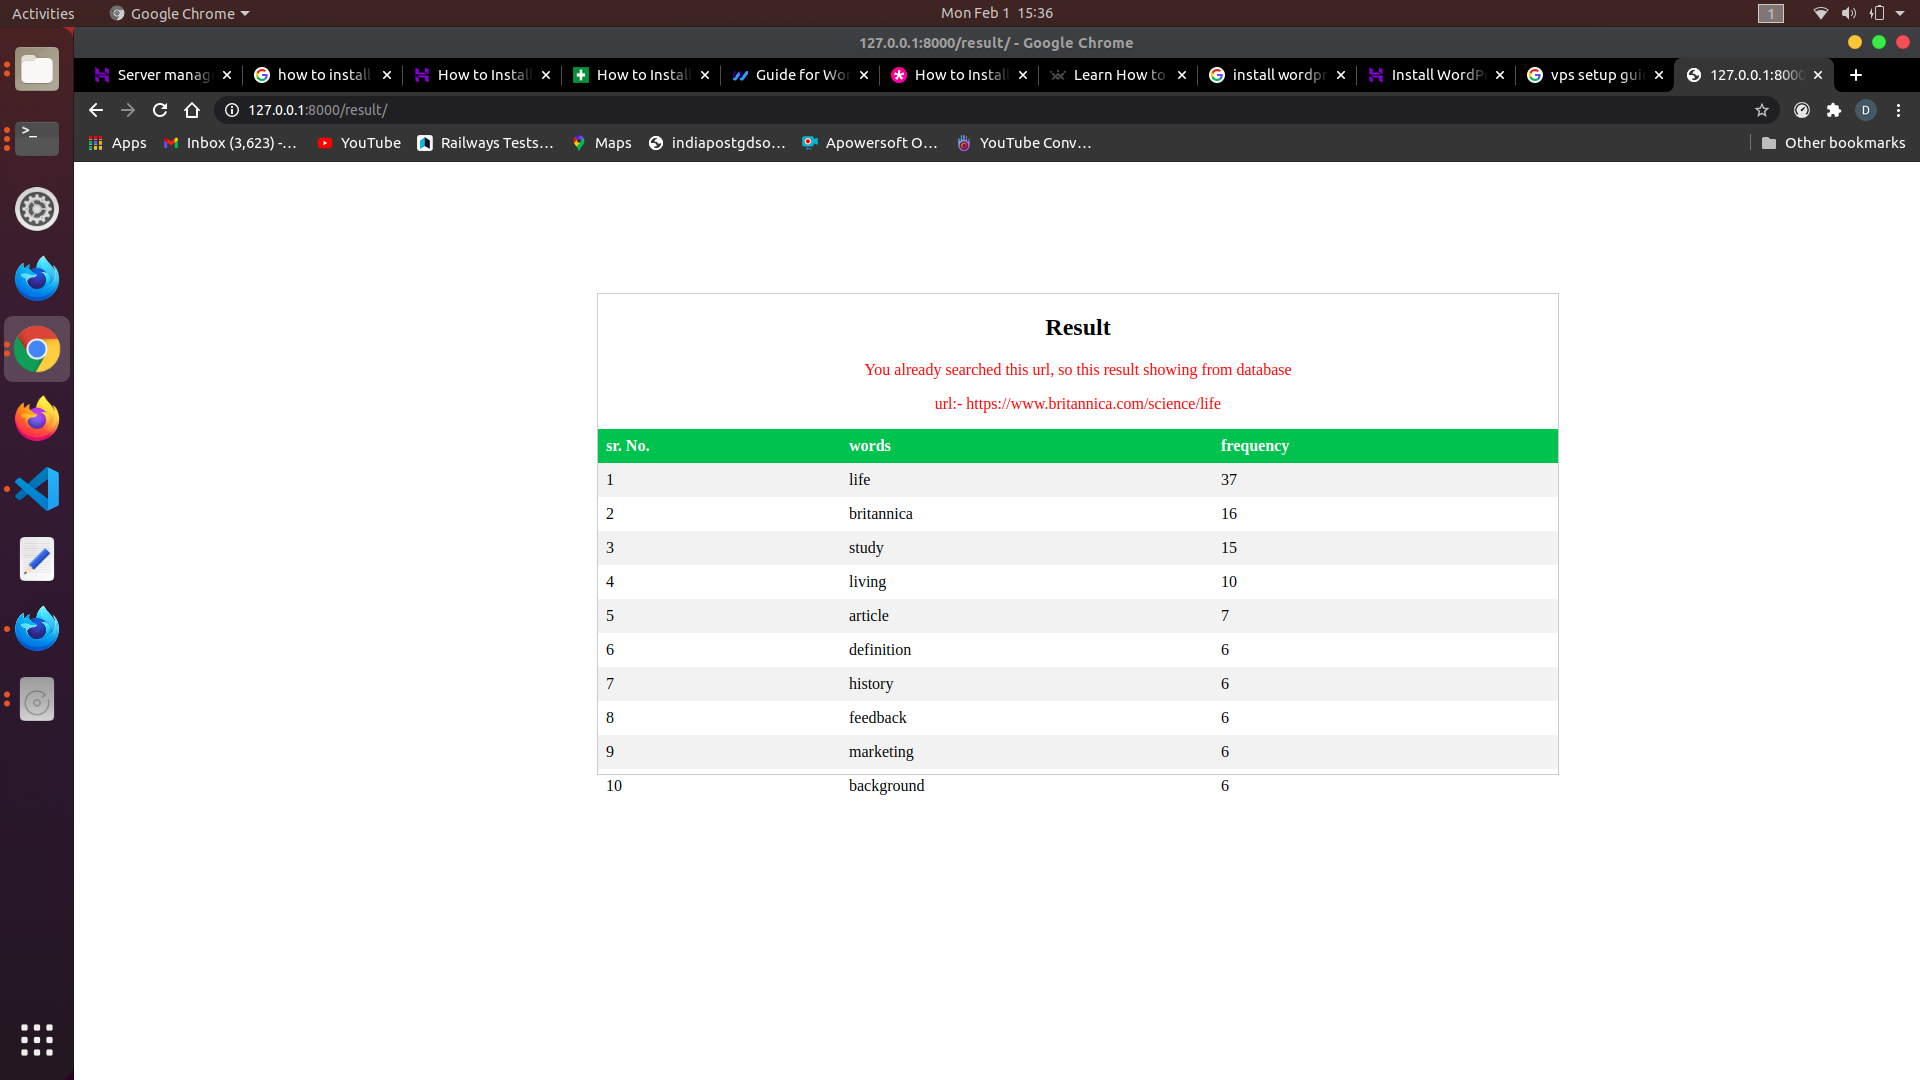 Activities Google Chrome Mon Feb 1 15:36 1
127.0.0.1:8000/result/ - Google Chrome
Server manag how to install How to Install How to Install Guide for Wor How to Install Learn How to install wordpr Install WordP vps setup gui 127.0.0.1:8000
127.0.0.1:8000/result/ D
Apps Inbox (3,623) -... YouTube Railways Tests... Maps indiapostgdso... Apowersoft O... YouTube Conv... Other bookmarks
Result
You already searched this url, so this result showing from database
url:- https://www.britannica.com/science/life
sr. No. words frequency
1 life 37
2 britannica 16
3 study 15
4 living 10
5 article 7
6 definition 6
7 history 6
8 feedback 6
9 marketing 6
10 background 6